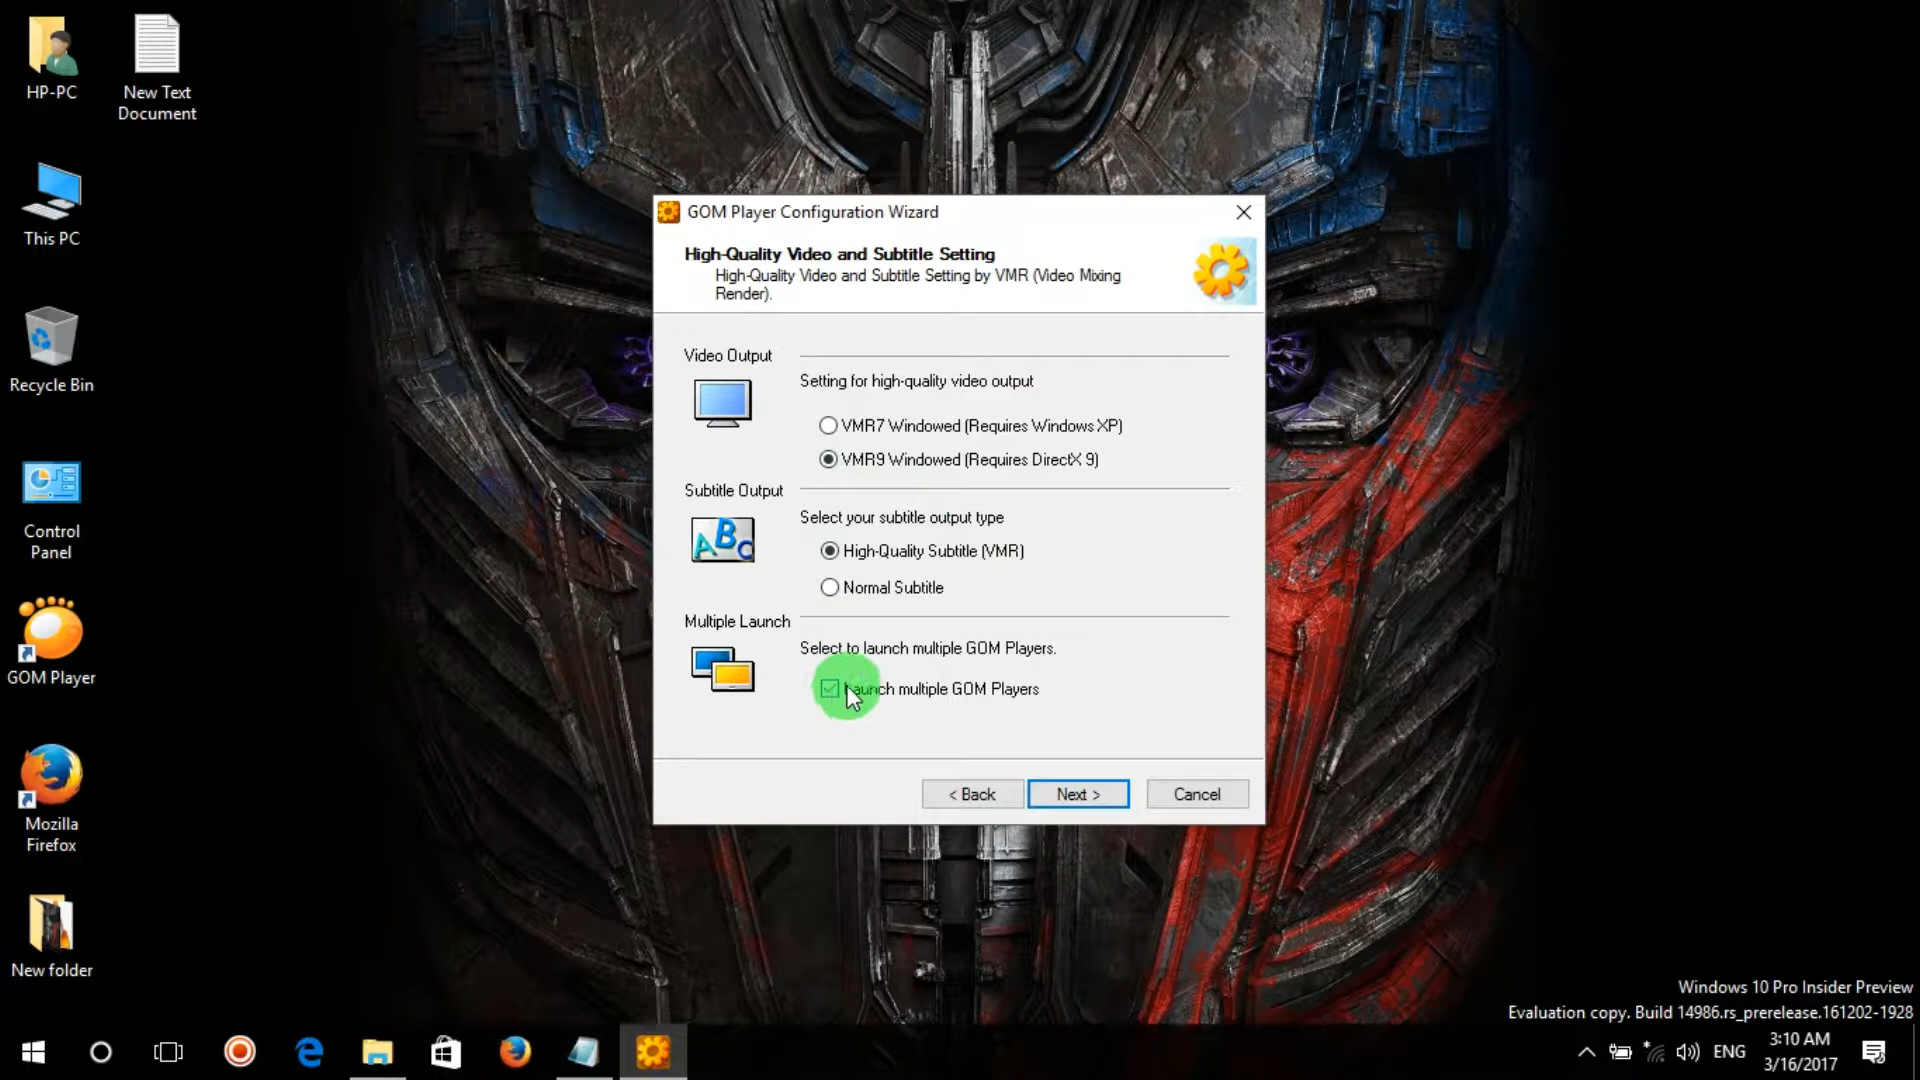 HP-PC
New Text
Document
This PC
Recycle Bin
Control
Panel
GOM Player
Mozilla
Firefox
New folder
GOM Player Configuration Wizard
High-Quality Video and Subtitle Setting
High-Quality Video and Subtitle Setting by VMR (Video Mixing
Render).
Video Output
Setting for high-quality video output
VMR7 Windowed (Requires Windows XP)
VMR9 Windowed (Requires DirectX 9)
Subtitle Output
Select your subtitle output type
ABC
High-Quality Subtitle (VMR)
Normal Subtitle
Multiple Launch
Select to launch multiple GOM Players.
Launch multiple GOM Players
< Back
Next >
Cancel
Windows 10 Pro Insider Preview
Evaluation copy. Build 14986.rs_prerelease.161202-1928
ENG
3:10 AM
3/16/2017